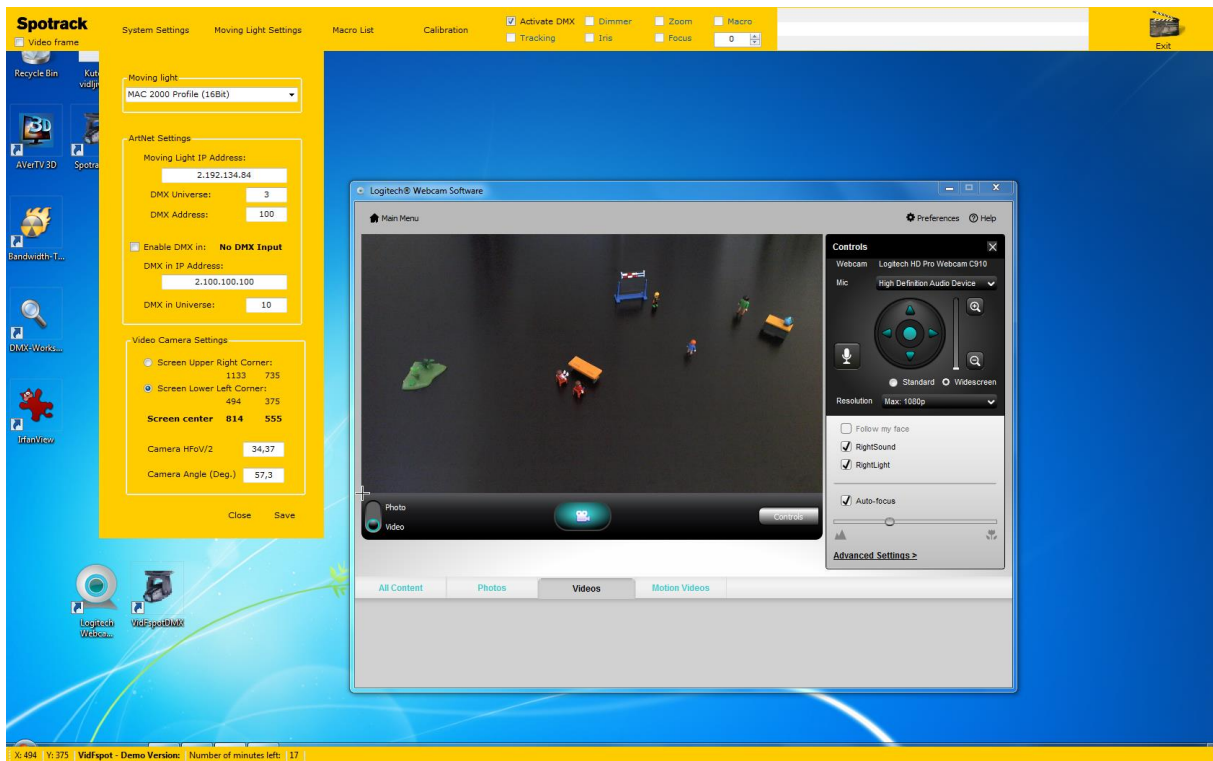 Spotrack
Video frame
System Settings
Moving Light Settings
Macro List
Calibration
Activate DMX
Dimmer
Zoom
Macro
Tracking
Iris
Focus
0
Exit
Recycle Bin
AVerTV 3D
Bandwidth-T...
DMX-Works...
IrfanView
Logitech Webca...
VidFspotDMX
Moving light
MAC 2000 Profile (16Bit)
ArtNet Settings
Moving Light IP Address:
2.192.134.84
DMX Universe: 3
DMX Address: 100
Enable DMX in: No DMX Input
DMX in IP Address:
2.100.100.100
DMX in Universe: 10
Video Camera Settings
Screen Upper Right Corner:
1133 735
Screen Lower Left Corner:
494 375
Screen center 814 555
Camera HFoV/2 34,37
Camera Angle (Deg.) 57,3
Close Save
Logitech® Webcam Software
Main Menu
Preferences
Help
Controls
Webcam Logitech HD Pro Webcam C910
Mic High Definition Audio Device
Standard Widescreen
Resolution Max: 1080p
Follow my face
RightSound
RightLight
Auto-focus
Advanced Settings >
Photo
Video
Controls
All Content Photos Videos Motion Videos
X: 494 Y: 375 VidFspot - Demo Version: Number of minutes left: 17